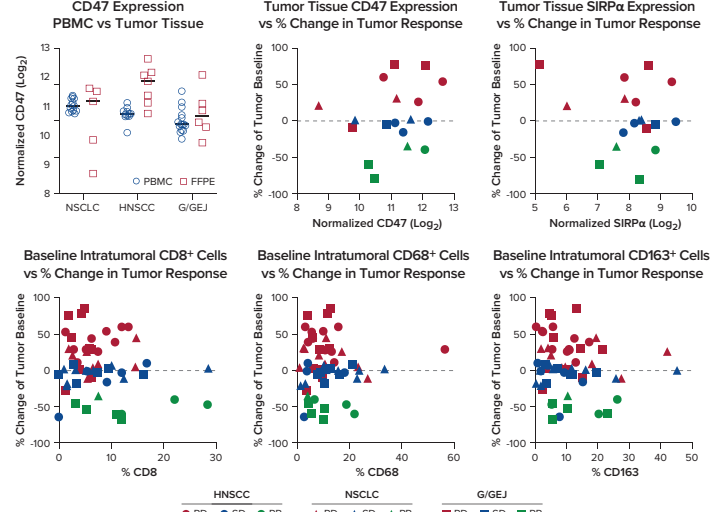 CD47 Expression
PBMC vs Tumor Tissue
Normalized CD47 (Log2)
13
12
11
10
9
8
NSCLC
HNSCC
G/GEJ
PBMC
FFPE
Tumor Tissue CD47 Expression
vs % Change in Tumor Response
% Change of Tumor Baseline
100
50
0
-50
-100
8 9 10 11 12 13
Normalized CD47 (Log2)
Tumor Tissue SIRPα Expression
vs % Change in Tumor Response
% Change of Tumor Baseline
100
50
0
-50
-100
5 6 7 8 9 10
Normalized SIRPα (Log2)
Baseline Intratumoral CD8+ Cells
vs % Change in Tumor Response
% Change of Tumor Baseline
100
50
0
-50
-100
0 10 20 30
% CD8
Baseline Intratumoral CD68+ Cells
vs % Change in Tumor Response
% Change of Tumor Baseline
100
50
0
-50
-100
0 20 40 60
% CD68
Baseline Intratumoral CD163+ Cells
vs % Change in Tumor Response
% Change of Tumor Baseline
100
50
0
-50
-100
0 10 20 30 40 50
% CD163
HNSCC
NSCLC
G/GEJ